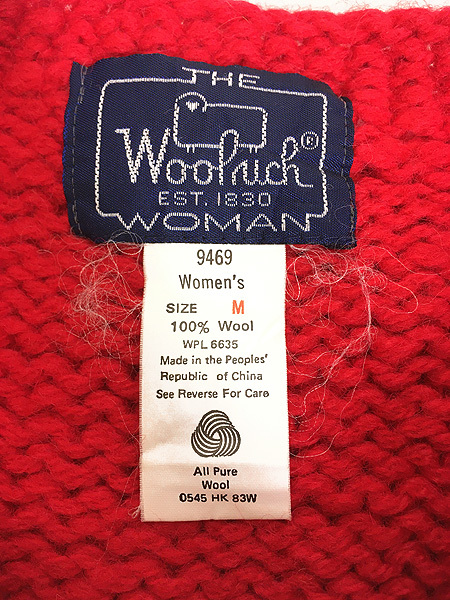 THE
Woolrich®
EST. 1830
WOMAN
9469
Women's
SIZE M
100% Wool
WPL 6635
Made in the Peoples'
Republic of China
See Reverse For Care
All Pure
Wool
0545 HK 83W